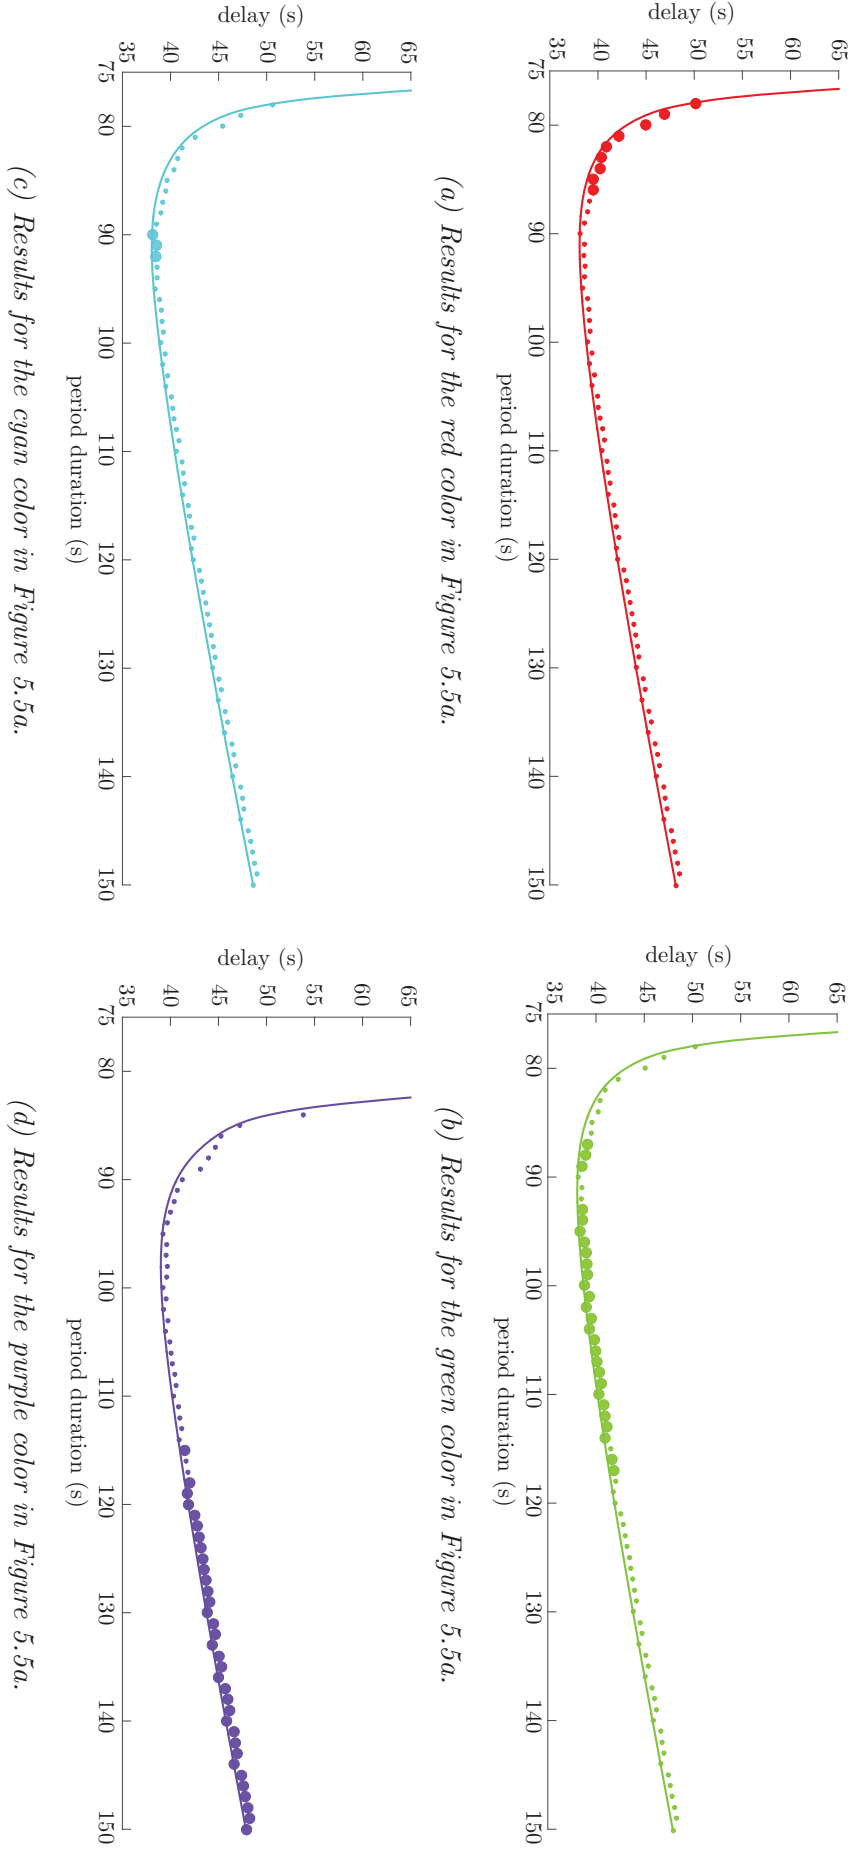 delay (s)
65
60
55
50
45
40
35
75 80 90 100 110 120 130 140 150
period duration (s)
(a) Results for the red color in Figure 5.5a.
delay (s)
65
60
55
50
45
40
35
75 80 90 100 110 120 130 140 150
period duration (s)
(b) Results for the green color in Figure 5.5a.
delay (s)
65
60
55
50
45
40
35
75 80 90 100 110 120 130 140 150
period duration (s)
(c) Results for the cyan color in Figure 5.5a.
delay (s)
65
60
55
50
45
40
35
75 80 90 100 110 120 130 140 150
period duration (s)
(d) Results for the purple color in Figure 5.5a.